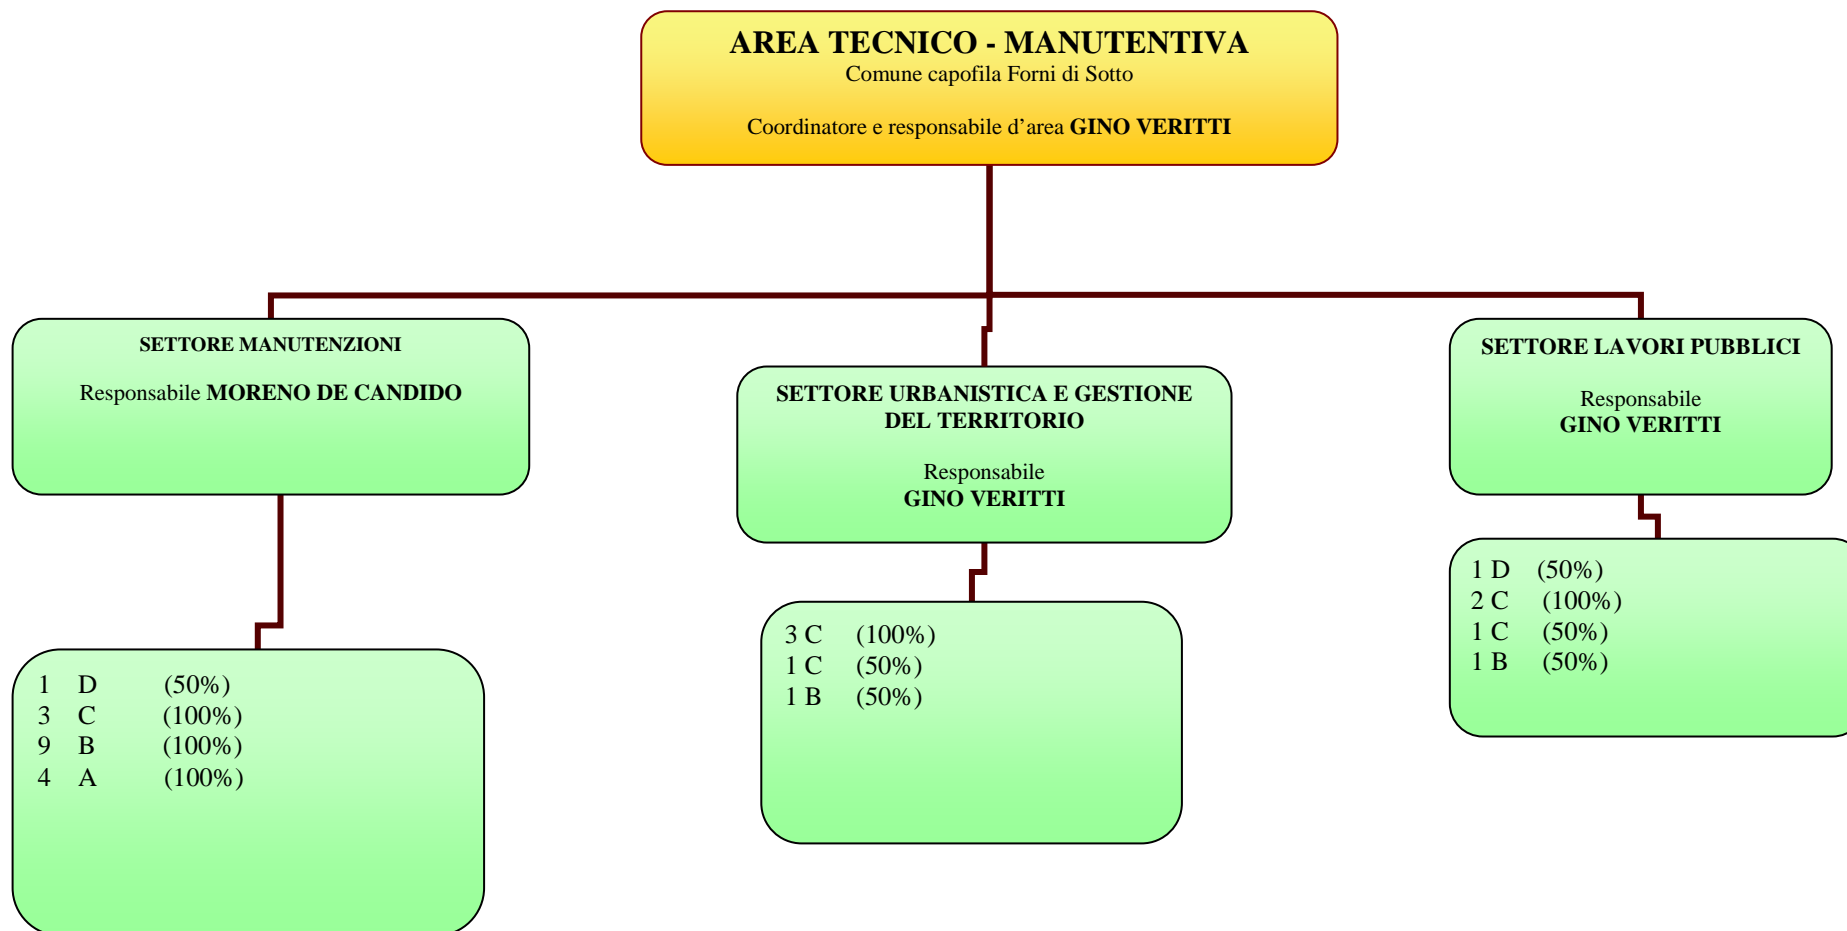 AREA TECNICO - MANUTENTIVA
Comune capofila Forni di Sotto
Coordinatore e responsabile d’area GINO VERITTI
SETTORE MANUTENZIONI
Responsabile MORENO DE CANDIDO
SETTORE URBANISTICA E GESTIONE
DEL TERRITORIO
Responsabile
GINO VERITTI
SETTORE LAVORI PUBBLICI
Responsabile
GINO VERITTI
1 D (50%)
3 C (100%)
9 B (100%)
4 A (100%)
3 C (100%)
1 C (50%)
1 B (50%)
1 D (50%)
2 C (100%)
1 C (50%)
1 B (50%)